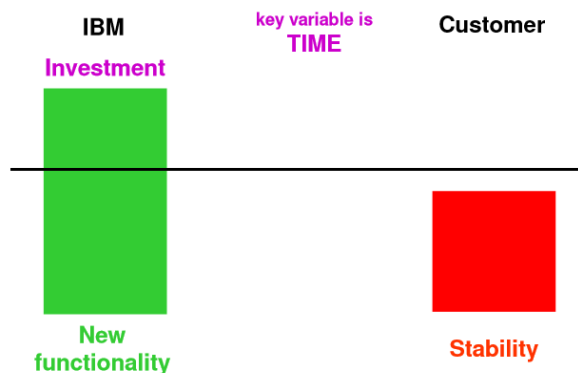 IBM
key variable is
TIME
Customer
Investment
New
functionality
Stability